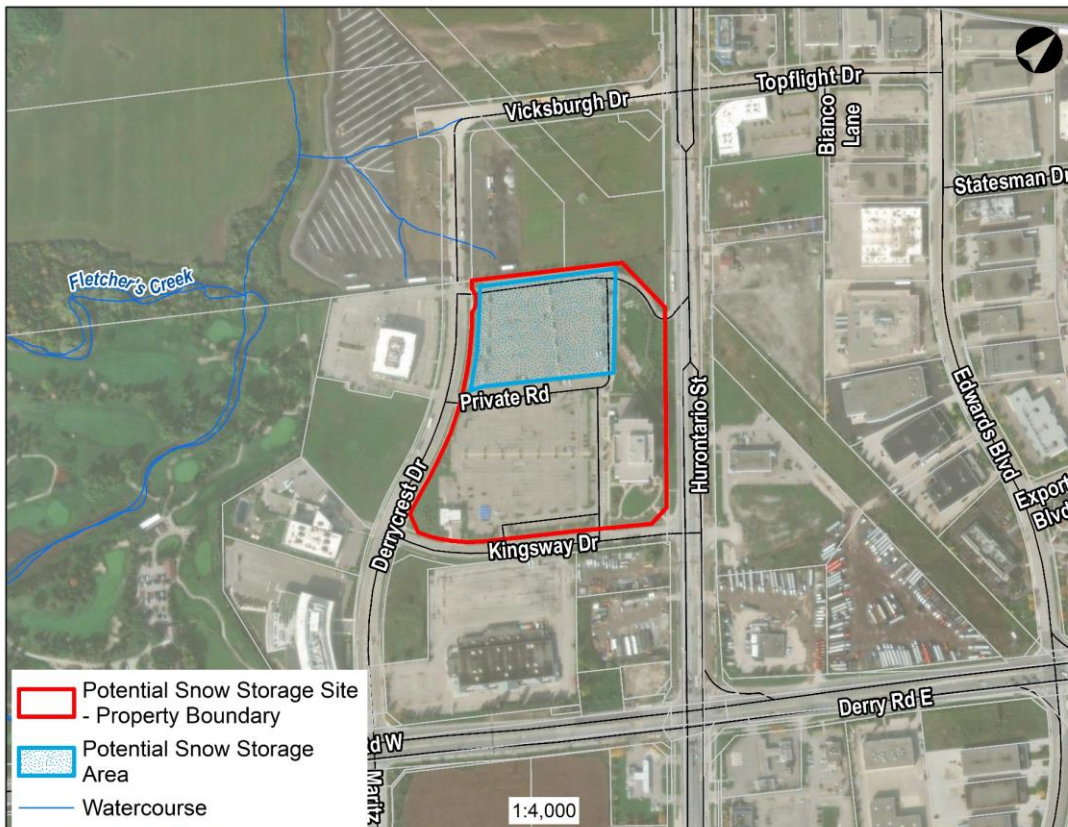 Vicksburgh Dr
Topflight Dr
Bianco
Lane
Statesman Dr
Fletcher's Creek
Private Rd
Hurontario St
Edwards Blvd
Export
Blvd
Derrycrest Dr
Kingsway Dr
Derry Rd E
Rd W
Maritz
Potential Snow Storage Site
- Property Boundary
Potential Snow Storage
Area
Watercourse
1:4,000